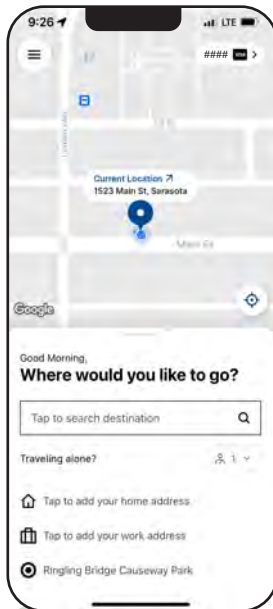 9:26
LTE
#### VISA >
Current Location
1523 Main St, Sarasota
Main St
Google
Good Morning,
Where would you like to go?
Tap to search destination
Traveling alone?
1
Tap to add your home address
Tap to add your work address
Ringling Bridge Causeway Park